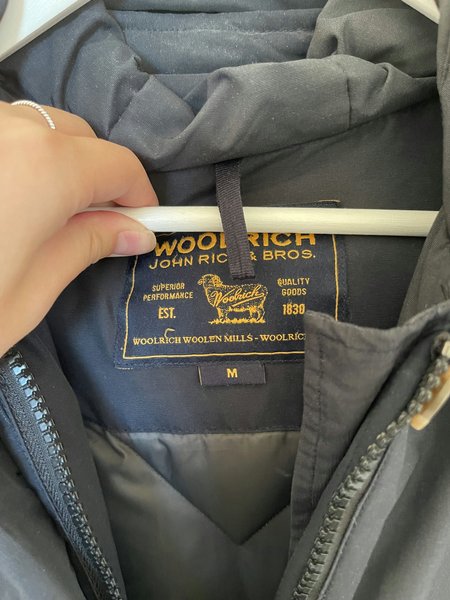 WOOLRICH
JOHN RICH & BROS.
SUPERIOR
PERFORMANCE
QUALITY
GOODS
Woolrich
EST.
1830
WOOLRICH WOOLEN MILLS - WOOLRIC
M